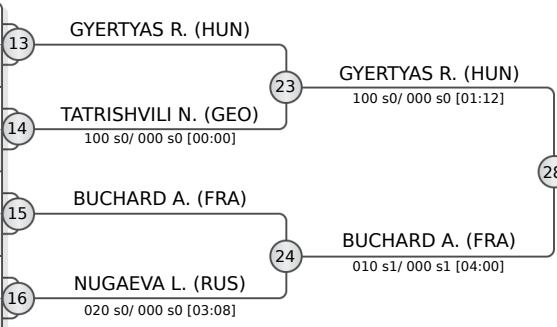 13
GYERTYAS R. (HUN)
23
GYERTYAS R. (HUN)
100 s0/ 000 s0 [01:12]
14
TATRISHVILI N. (GEO)
100 s0/ 000 s0 [00:00]
28
15
BUCHARD A. (FRA)
24
BUCHARD A. (FRA)
010 s1/ 000 s1 [04:00]
16
NUGAEVA L. (RUS)
020 s0/ 000 s0 [03:08]